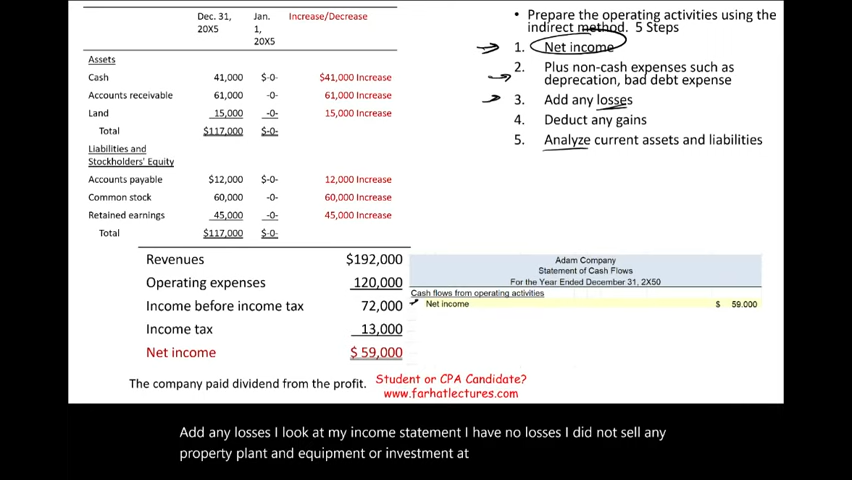 Dec. 31, 20X5 Jan. 1, 20X5 Increase/Decrease
Assets
Cash 41,000 $-0- $41,000 Increase
Accounts receivable 61,000 -0- 61,000 Increase
Land 15,000 -0- 15,000 Increase
Total $117,000 $-0-
Liabilities and
Stockholders' Equity
Accounts payable $12,000 $-0- 12,000 Increase
Common stock 60,000 -0- 60,000 Increase
Retained earnings 45,000 -0- 45,000 Increase
Total $117,000 $-0-
• Prepare the operating activities using the
indirect method. 5 Steps
1. Net income
2. Plus non-cash expenses such as
deprecation, bad debt expense
3. Add any losses
4. Deduct any gains
5. Analyze current assets and liabilities
Revenues $192,000
Operating expenses 120,000
Income before income tax 72,000
Income tax 13,000
Net income $ 59,000
Adam Company
Statement of Cash Flows
For the Year Ended December 31, 2X50
Cash flows from operating activities
Net income $ 59.000
The company paid dividend from the profit.
Student or CPA Candidate?
www.farhatlectures.com
Add any losses I look at my income statement I have no losses I did not sell any
property plant and equipment or investment at